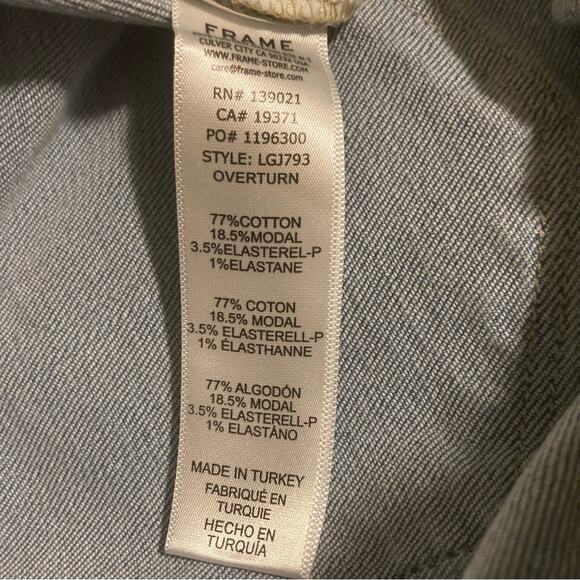 FRAME
CULVER CITY CA 90232
WWW.FRAME-STORE.COM
care@frame-store.com
RN# 139021
CA# 19371
PO# 1196300
STYLE: LGJ793
OVERTURN
77%COTTON
18.5%MODAL
3.5%ELASTEREL-P
1%ELASTANE
77% COTON
18.5% MODAL
3.5% ELASTERELL-P
1% ÉLASTHANNE
77% ALGODÓN
18.5% MODAL
3.5% ELASTERELL-P
1% ELASTÁNO
MADE IN TURKEY
FABRIQUÉ EN
TURQUIE
HECHO EN
TURQUÍA